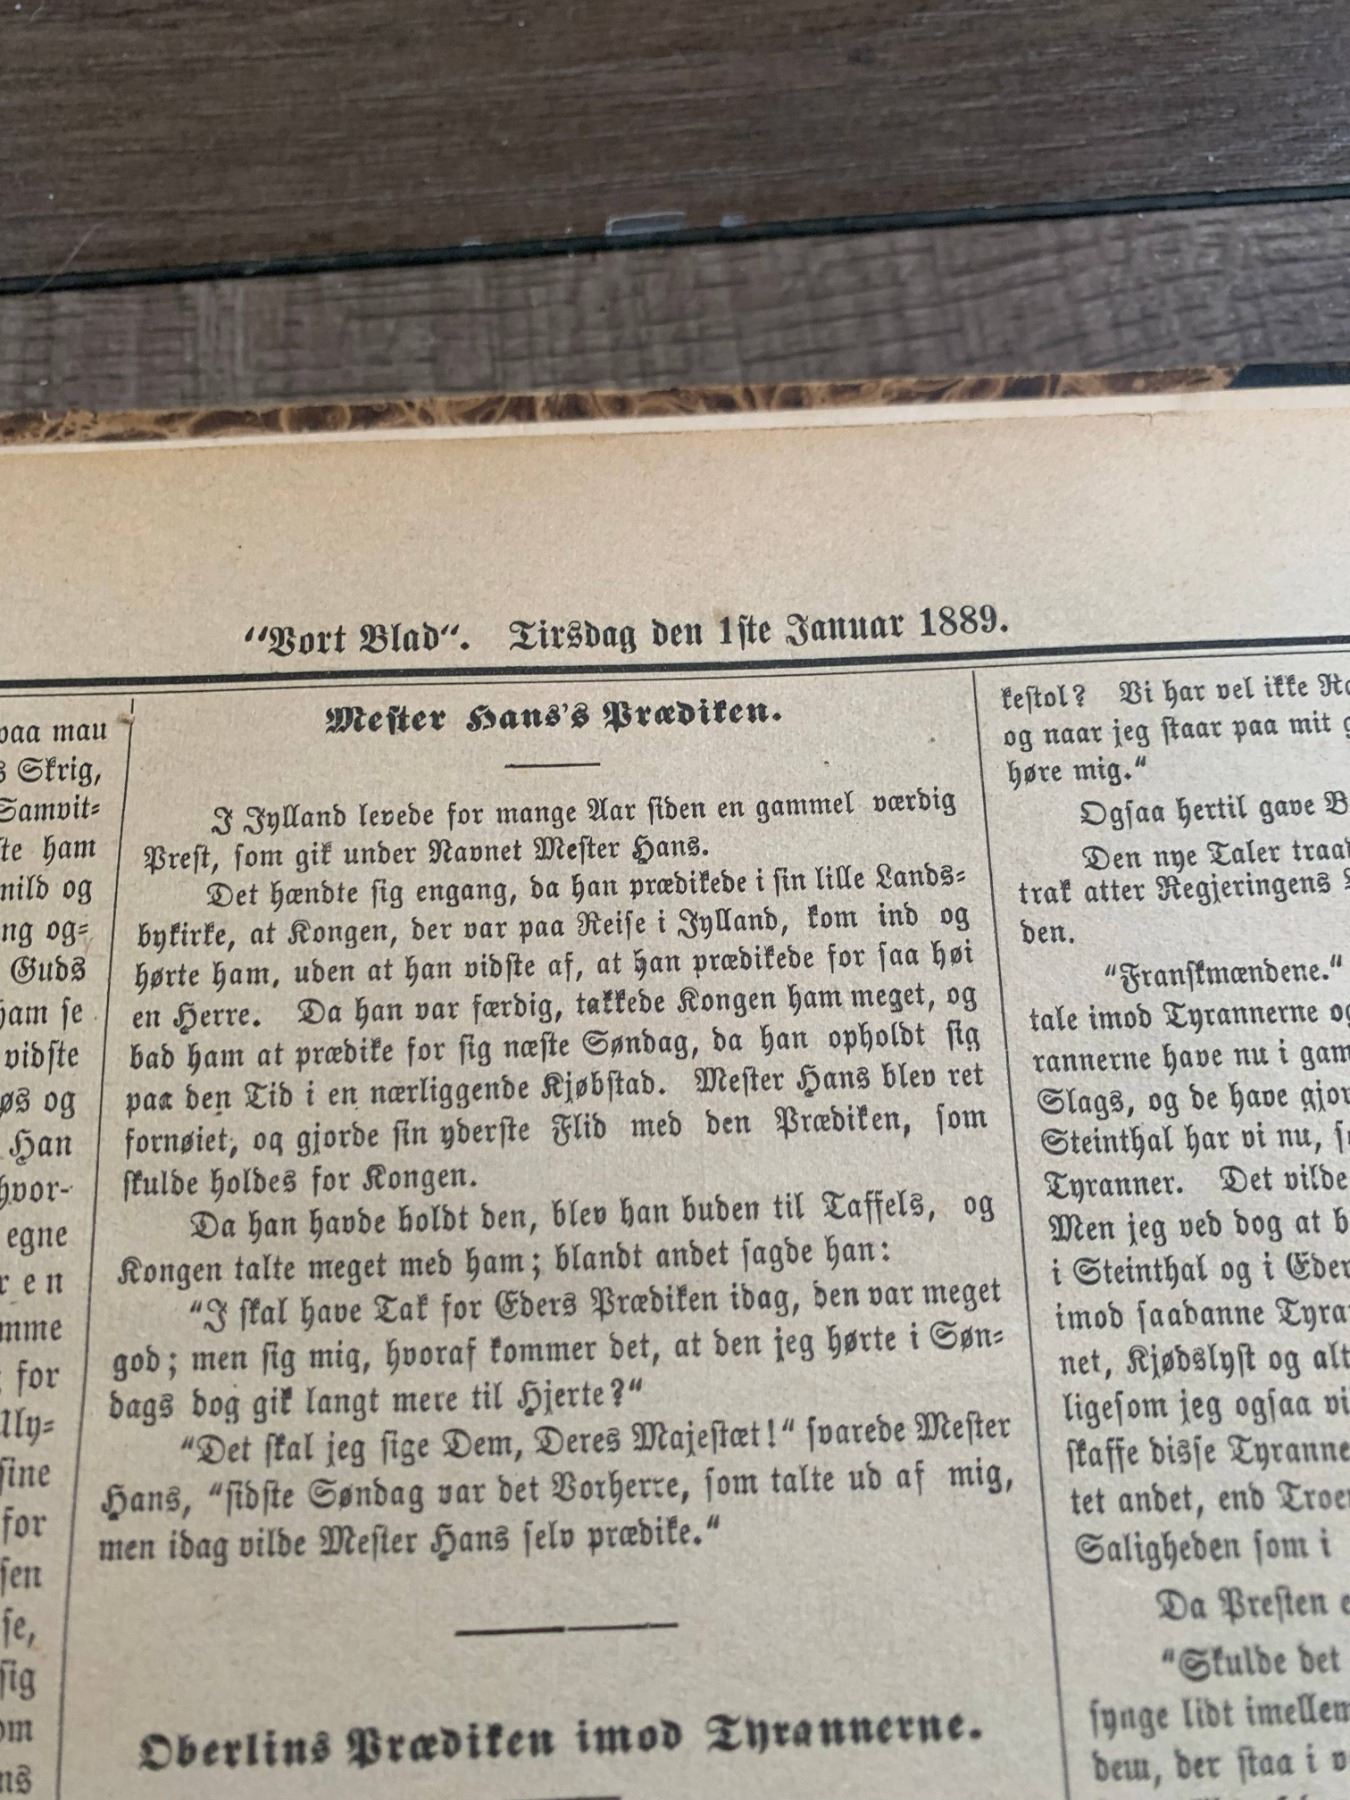 “Vort Blad“. Tirsdag den 1ste Januar 1889.
paa mau
Skrig,
Samvit=
ham
og
og=
Guds
ham se
vidste
og
Han
hvor-
egne
r e n
for
sine
for
sig
Mester Hans's Prædiken.
I Jylland levede for mange Aar siden en gammel værdig
Prest, som gik under Navnet Mester Hans.
Det hændte sig engang, da han prædikede i sin lille Lands=
bykirke, at Kongen, der var paa Reise i Jylland, kom ind og
hørte ham, uden at han vidste af, at han prædikede for saa høi
en Herre. Da han var færdig, takkede Kongen ham meget, og
bad ham at prædike for sig næste Søndag, da han opholdt sig
paa den Tid i en nærliggende Kjøbstad. Mester Hans blev ret
fornøiet, og gjorde sin yderste Flid med den Prædiken, som
skulde holdes for Kongen.
Da han havde holdt den, blev han buden til Taffels, og
Kongen talte meget med ham; blandt andet sagde han:
“I skal have Tak for Eders Prædiken idag, den var meget
god; men sig mig, hvoraf kommer det, at den jeg hørte i Søn=
dags dog gik langt mere til Hjerte?“
“Det skal jeg sige Dem, Deres Majestæt!“ svarede Mester
Hans, “sidste Søndag var det Vorherre, som talte ud af mig,
men idag vilde Mester Hans selv prædike.“
Oberlins Prædiken imod Tyrannerne.
kestol? Vi har vel ikke
og naar jeg staar paa mit
høre mig.“
Ogsaa hertil gave
Den nye Taler
trak atter Regjeringens
den.
“Franskmændene.“
tale imod Tyrannerne
rannerne have nu i
Slags, og de have
Steinthal har vi nu,
Tyranner. Det vilde
Men jeg ved dog at
i Steinthal og i
imod saadanne
net, Kjødslyst og
ligesom jeg ogsaa
skaffe disse
tet andet, end
Saligheden som i
Da Presten
“Skulde det
synge lidt
dem, der staa i